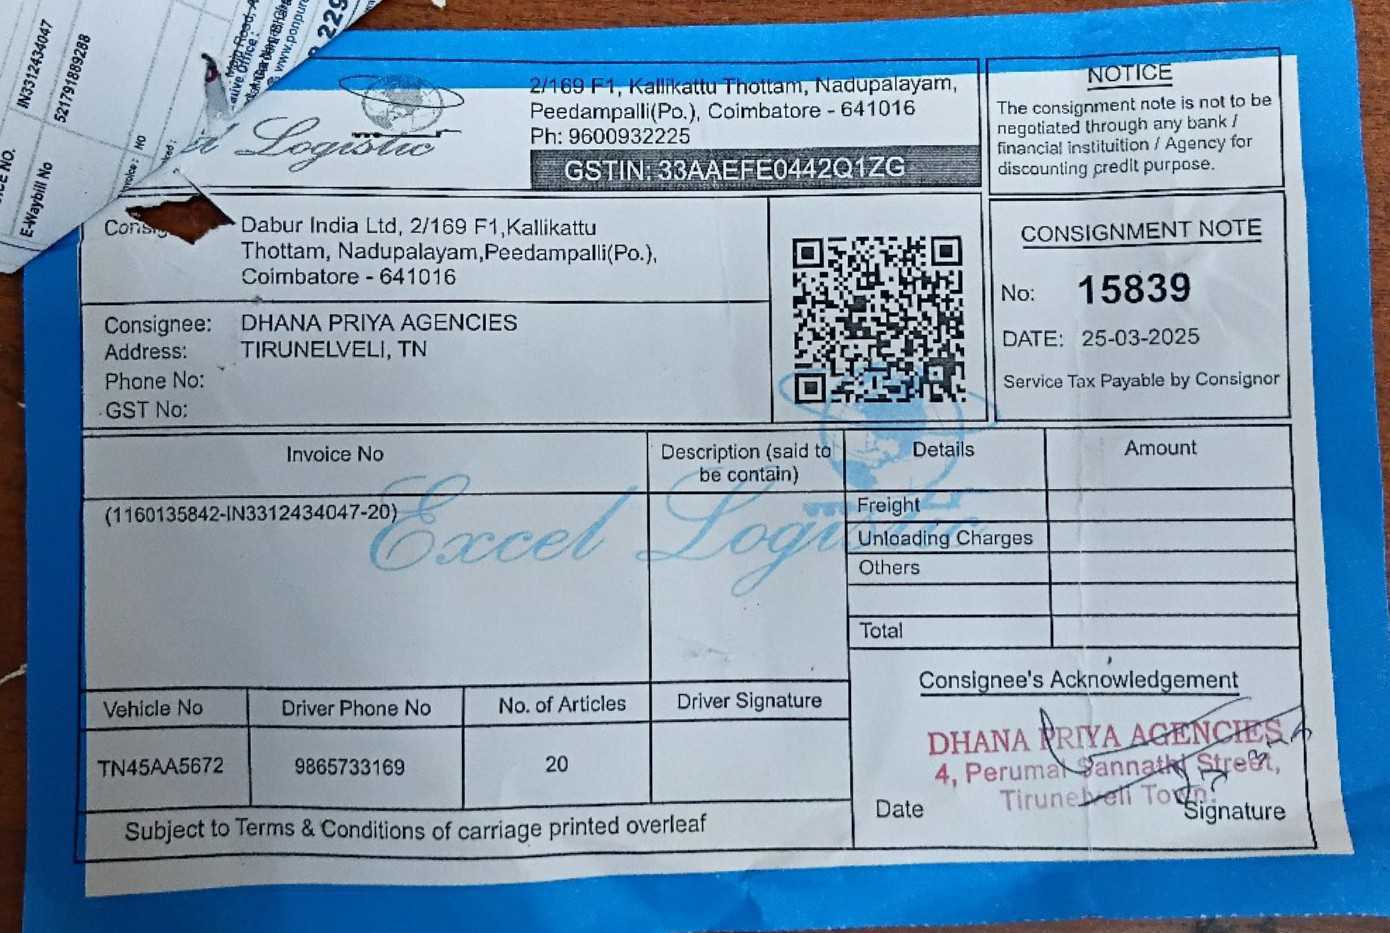 IN3312434047
521791889288
E-Waybill No
Logistic
2/169 F1, Kallikattu Thottam, Nadupalayam,
Peedampalli(Po.), Coimbatore - 641016
Ph: 9600932225
GSTIN: 33AAEFE0442Q1ZG
NOTICE
The consignment note is not to be
negotiated through any bank /
financial instituition / Agency for
discounting credit purpose.
Dabur India Ltd, 2/169 F1,Kallikattu
Thottam, Nadupalayam,Peedampalli(Po.),
Coimbatore - 641016
CONSIGNMENT NOTE
No: 15839
DATE: 25-03-2025
Service Tax Payable by Consignor
Consignee: DHANA PRIYA AGENCIES
Address: TIRUNELVELI, TN
Phone No:
GST No:
Invoice No
Description (said to
be contain)
Details
Amount
(1160135842-IN3312434047-20)
Excel Logistic
Freight
Unloading Charges
Others
Total
Vehicle No
Driver Phone No
No. of Articles
Driver Signature
TN45AA5672
9865733169
20
Subject to Terms & Conditions of carriage printed overleaf
Consignee's Acknowledgement
DHANA PRIYA AGENCIES
4, Perumal Sannathi Street,
Tirunelveli Town.
Date
Signature